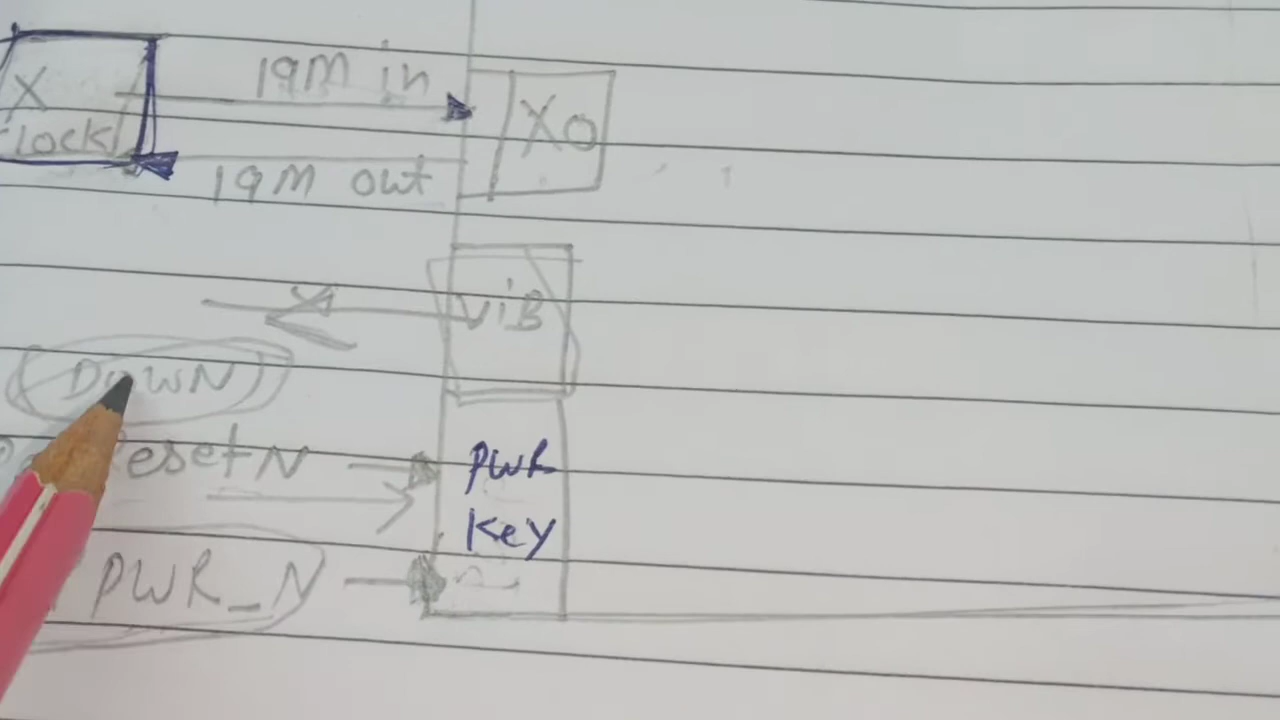 19M in
X XO
clock
19M out
ViB
DOWN
ResetN PWR
Key
PWR_N